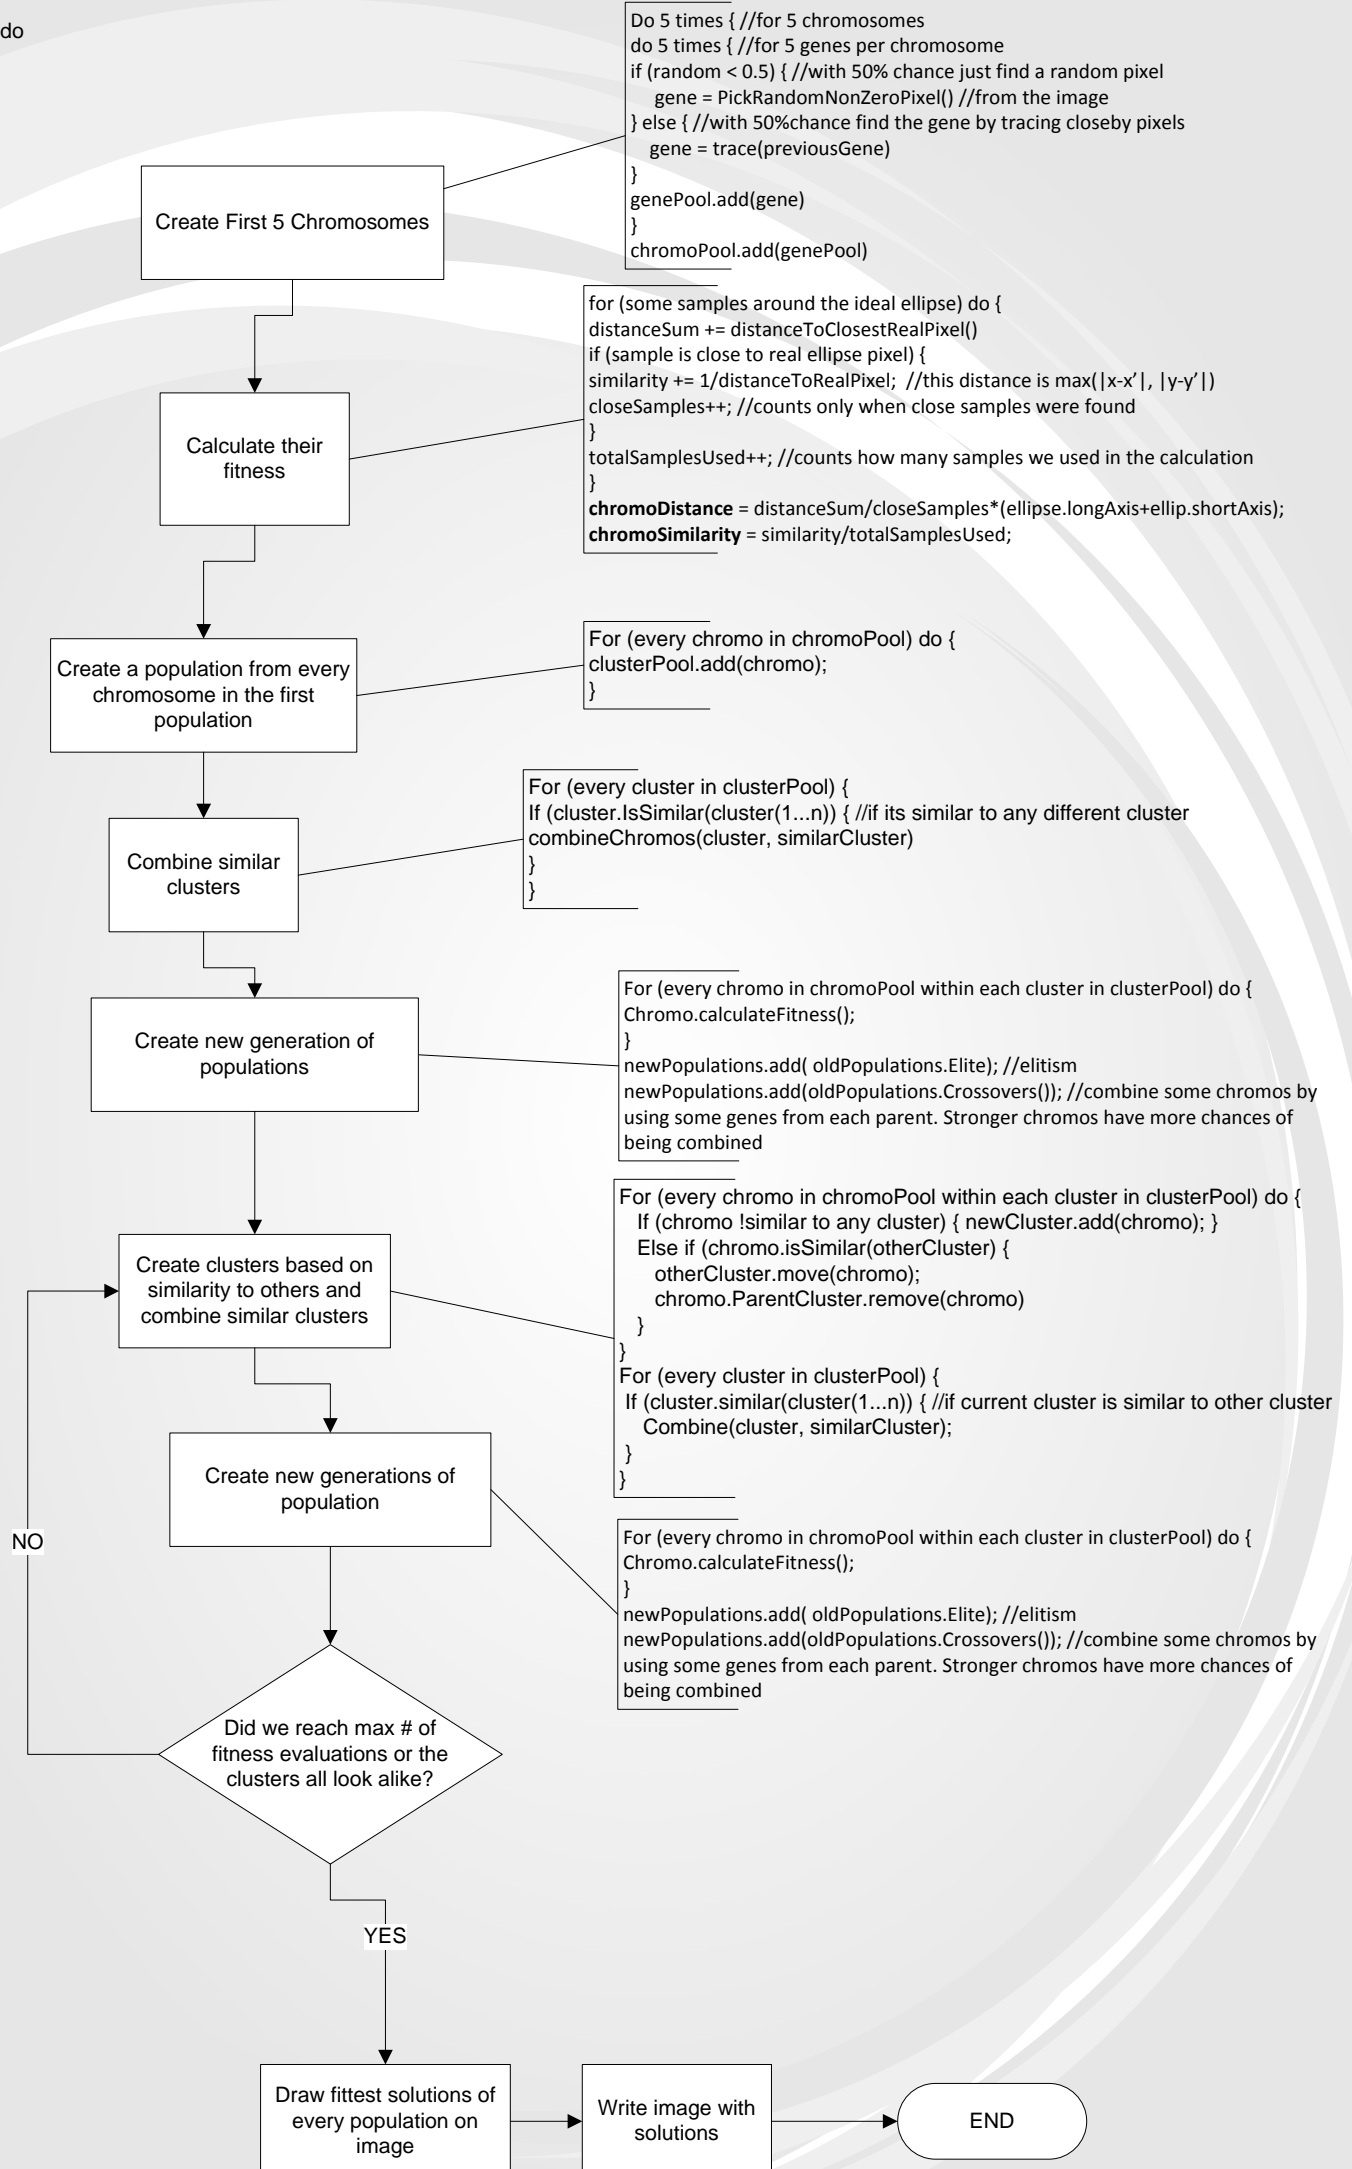 do
Do 5 times { //for 5 chromosomes
do 5 times { //for 5 genes per chromosome
if (random < 0.5) { //with 50% chance just find a random pixel
gene = PickRandomNonZeroPixel() //from the image
} else { //with 50%chance find the gene by tracing closeby pixels
gene = trace(previousGene)
}
genePool.add(gene)
}
chromoPool.add(genePool)
Create First 5 Chromosomes
for (some samples around the ideal ellipse) do {
distanceSum += distanceToClosestRealPixel()
if (sample is close to real ellipse pixel) {
similarity += 1/distanceToRealPixel;  //this distance is max(|x-x’|, |y-y’|)
closeSamples++; //counts only when close samples were found
}
totalSamplesUsed++; //counts how many samples we used in the calculation
}
chromoDistance = distanceSum/closeSamples*(ellipse.longAxis+ellip.shortAxis);
chromoSimilarity = similarity/totalSamplesUsed;
Calculate their
fitness
For (every chromo in chromoPool) do {
clusterPool.add(chromo);
}
Create a population from every
chromosome in the first
population
For (every cluster in clusterPool) {
If (cluster.IsSimilar(cluster(1...n)) { //if its similar to any different cluster
combineChromos(cluster, similarCluster)
}
}
Combine similar
clusters
For (every chromo in chromoPool within each cluster in clusterPool) do {
Chromo.calculateFitness();
}
newPopulations.add( oldPopulations.Elite); //elitism
newPopulations.add(oldPopulations.Crossovers()); //combine some chromos by
using some genes from each parent. Stronger chromos have more chances of
being combined
Create new generation of
populations
For (every chromo in chromoPool within each cluster in clusterPool) do {
If (chromo !similar to any cluster) { newCluster.add(chromo); }
Else if (chromo.isSimilar(otherCluster) {
otherCluster.move(chromo);
chromo.ParentCluster.remove(chromo)
}
}
For (every cluster in clusterPool) {
If (cluster.similar(cluster(1...n)) { //if current cluster is similar to other cluster
Combine(cluster, similarCluster);
}
}
Create clusters based on
similarity to others and
combine similar clusters
Create new generations of
population
For (every chromo in chromoPool within each cluster in clusterPool) do {
Chromo.calculateFitness();
}
newPopulations.add( oldPopulations.Elite); //elitism
newPopulations.add(oldPopulations.Crossovers()); //combine some chromos by
using some genes from each parent. Stronger chromos have more chances of
being combined
NO
Did we reach max # of
fitness evaluations or the
clusters all look alike?
YES
Draw fittest solutions of
every population on
image
Write image with
solutions
END